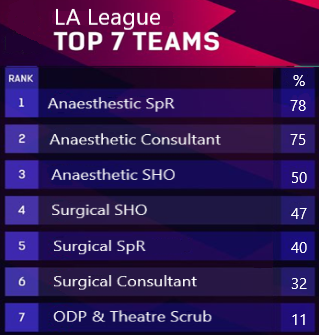 LA League
TOP 7 TEAMS
RANK %
1 Anaesthestic SpR 78
2 Anaesthetic Consultant 75
3 Anaesthetic SHO 50
4 Surgical SHO 47
5 Surgical SpR 40
6 Surgical Consultant 32
7 ODP & Theatre Scrub 11